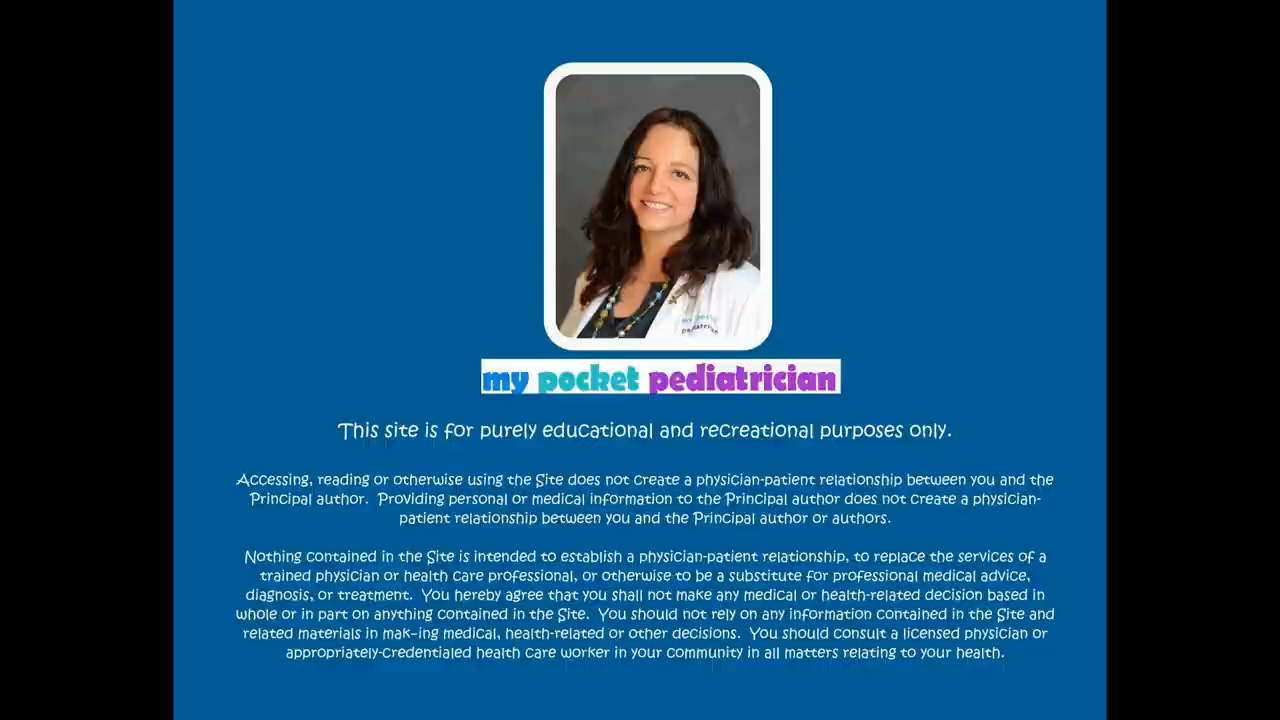 my pocket
Pediatrician
my pocket pediatrician
This site is for purely educational and recreational purposes only.
Accessing, reading or otherwise using the Site does not create a physician-patient relationship between you and the
Principal author. Providing personal or medical information to the Principal author does not create a physician-
patient relationship between you and the Principal author or authors.
Nothing contained in the Site is intended to establish a physician-patient relationship, to replace the services of a
trained physician or health care professional, or otherwise to be a substitute for professional medical advice,
diagnosis, or treatment. You hereby agree that you shall not make any medical or health-related decision based in
whole or in part on anything contained in the Site. You should not rely on any information contained in the Site and
related materials in mak-ing medical, health-related or other decisions. You should consult a licensed physician or
appropriately-credentialed health care worker in your community in all matters relating to your health.